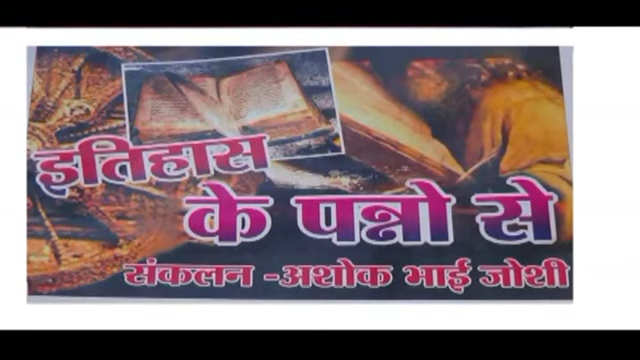 इतिहास
के पन्नो से
संकलन -अशोक भाई जोशी